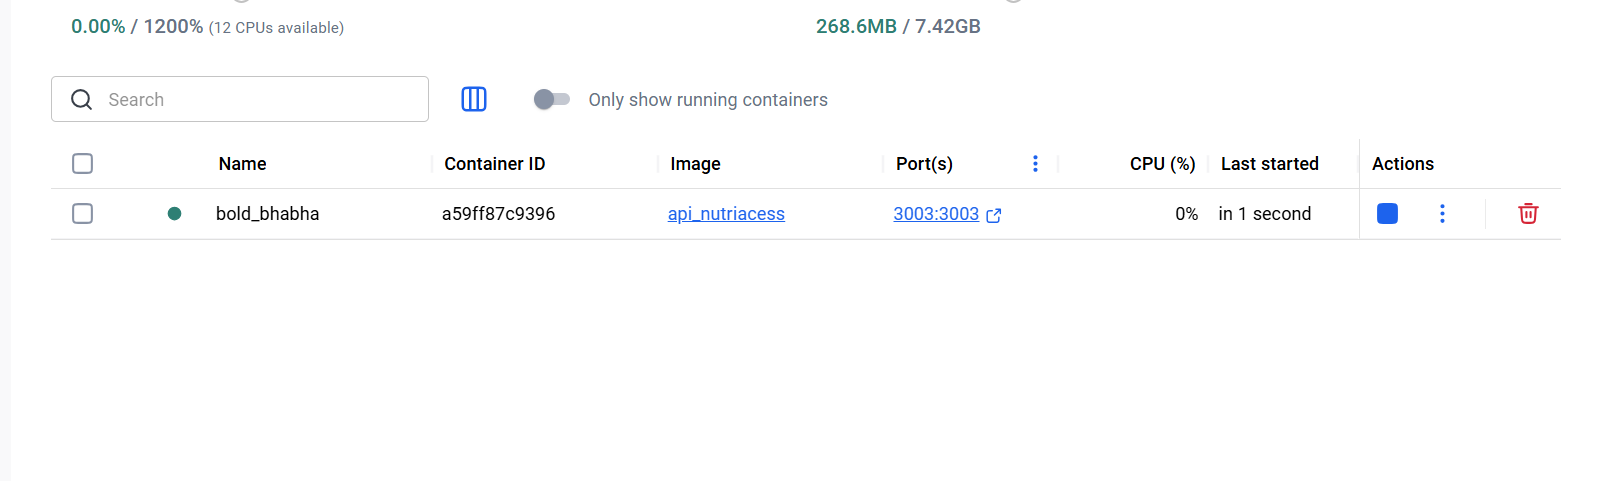 0.00% / 1200% (12 CPUs available) 268.6MB / 7.42GB
Search Only show running containers
Name Container ID Image Port(s) CPU (%) Last started Actions
bold_bhabha a59ff87c9396 api_nutriacess 3003:3003 0% in 1 second